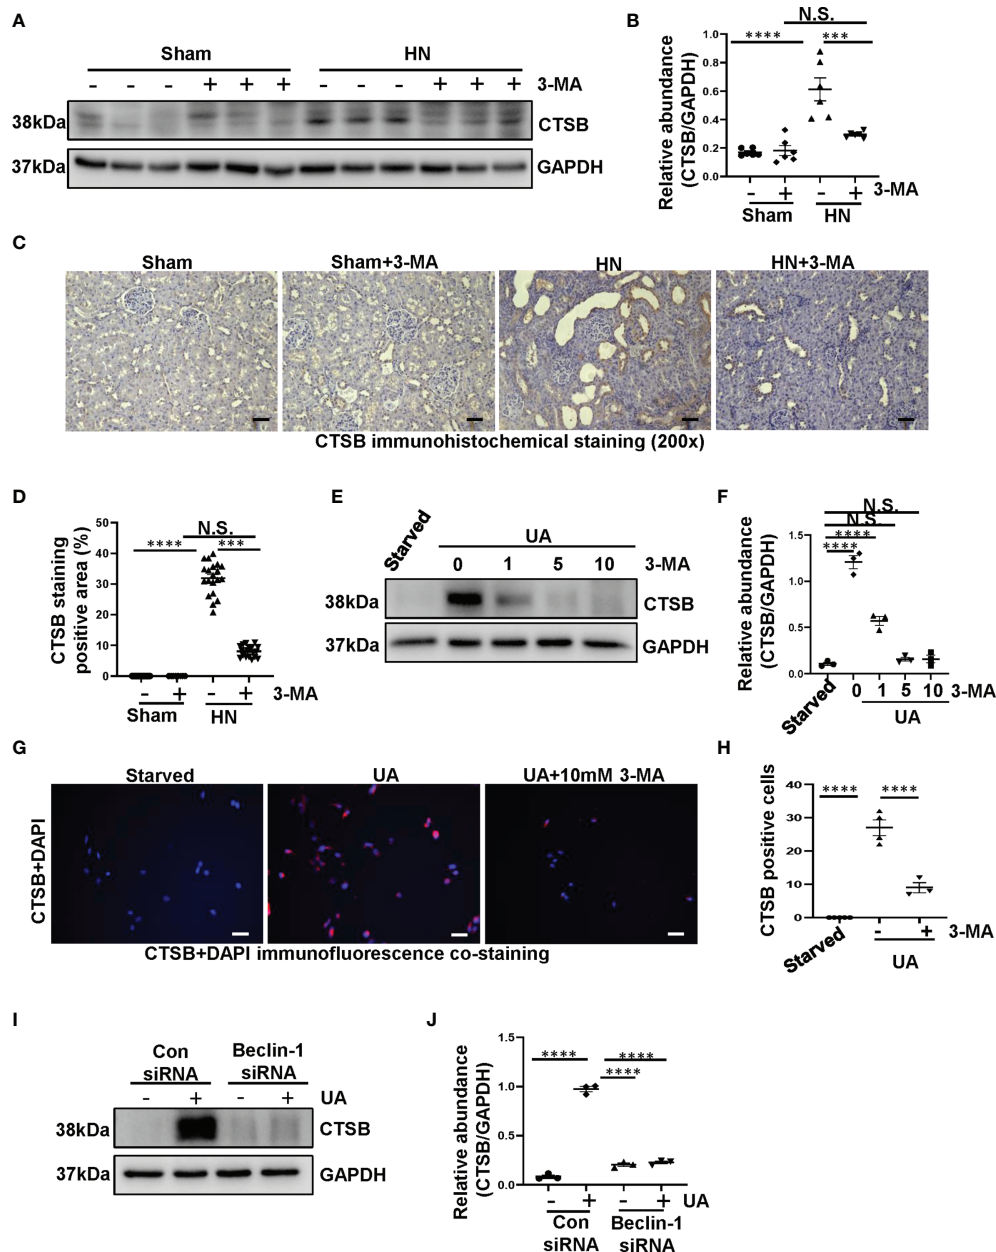 A
Sham HN
- - - + + + - - - + + + 3-MA
38kDa CTSB
37kDa GAPDH
B
N.S.
**** ***
Relative abundance
(CTSB/GAPDH)
1.0
0.8
0.6
0.4
0.2
0.0
- + - + 3-MA
Sham HN
C
Sham Sham+3-MA HN HN+3-MA
CTSB immunohistochemical staining (200x)
D
N.S.
**** ***
CTSB staining
positive area (%)
50
40
30
20
10
0
- + - + 3-MA
Sham HN
E
Starved UA
0 1 5 10 3-MA
38kDa CTSB
37kDa GAPDH
F
N.S.
N.S.
****
****
Relative abundance
(CTSB/GAPDH)
1.5
1.0
0.5
0.0
Starved 0 1 5 10 3-MA
UA
G
Starved UA UA+10mM 3-MA
CTSB+DAPI
CTSB+DAPI immunofluorescence co-staining
H
**** ****
CTSB positive cells
40
30
20
10
0
Starved - + 3-MA
UA
I
Con Beclin-1
siRNA siRNA
- + - + UA
38kDa CTSB
37kDa GAPDH
J
**** ****
****
Relative abundance
(CTSB/GAPDH)
1.5
1.0
0.5
0.0
- + - + UA
Con Beclin-1
siRNA siRNA